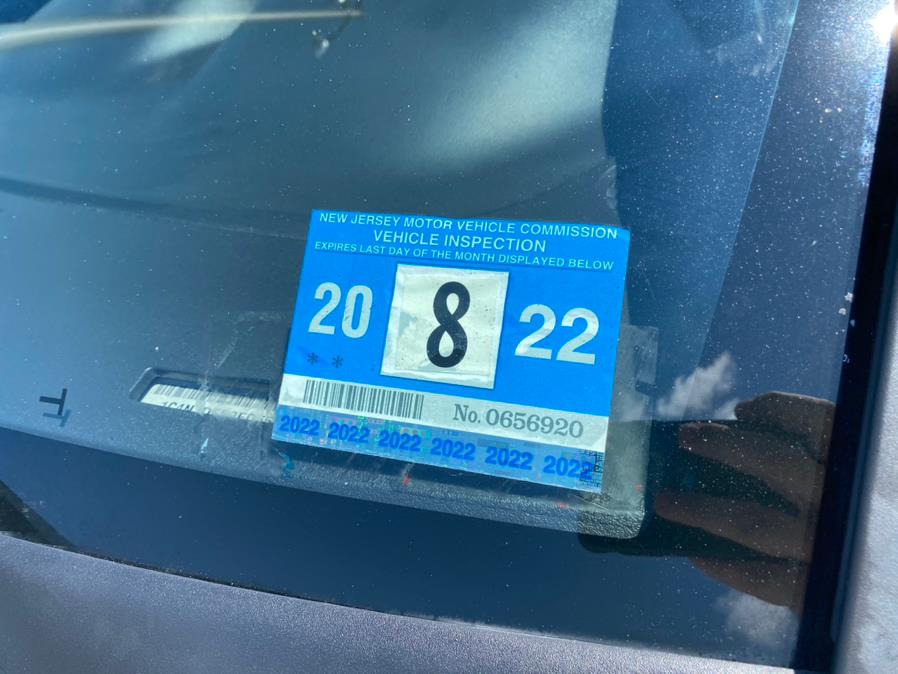 NEW JERSEY MOTOR VEHICLE COMMISSION
VEHICLE INSPECTION
EXPIRES LAST DAY OF THE MONTH DISPLAYED BELOW
20 8 22
**
No. 0656920
2022 2022 2022 2022 2022 2022